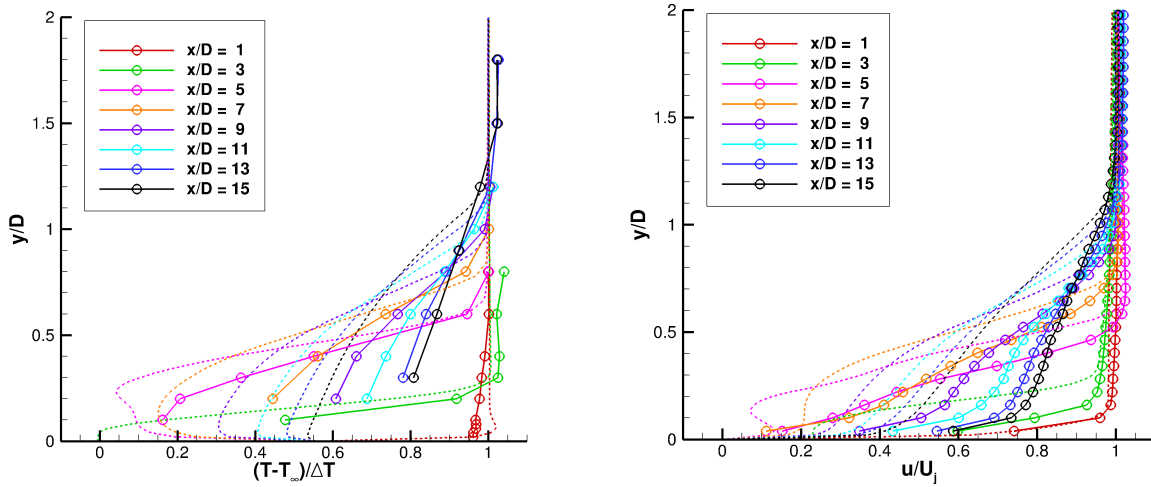 2
1.5
1
0.5
0
y/D
0
0.2
0.4
0.6
0.8
1
(T-T∞)/ΔT
x/D = 1
x/D = 3
x/D = 5
x/D = 7
x/D = 9
x/D = 11
x/D = 13
x/D = 15
2
1.5
1
0.5
0
y/D
0
0.2
0.4
0.6
0.8
1
u/Uj
x/D = 1
x/D = 3
x/D = 5
x/D = 7
x/D = 9
x/D = 11
x/D = 13
x/D = 15